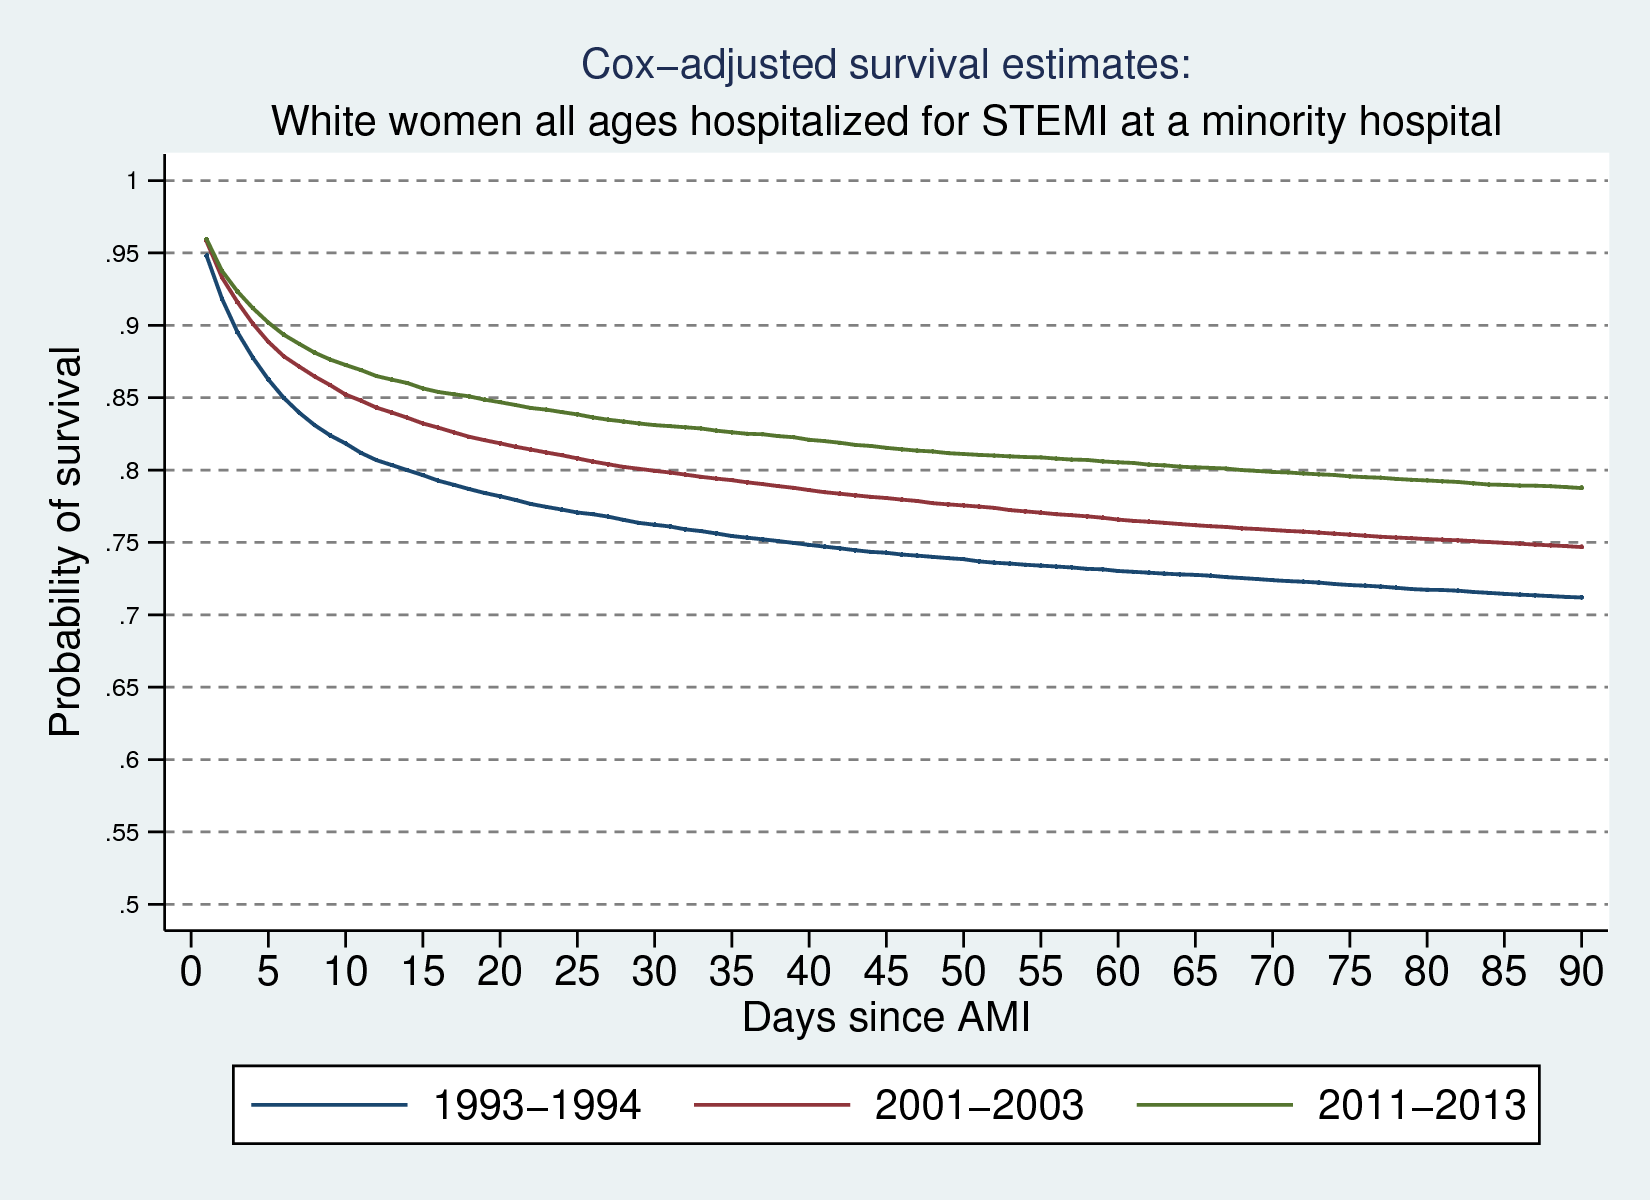 Cox−adjusted survival estimates:
White women all ages hospitalized for STEMI at a minority hospital
Probability of survival
1
.95
.9
.85
.8
.75
.7
.65
.6
.55
.5
0 5 10 15 20 25 30 35 40 45 50 55 60 65 70 75 80 85 90
Days since AMI
1993−1994 2001−2003 2011−2013